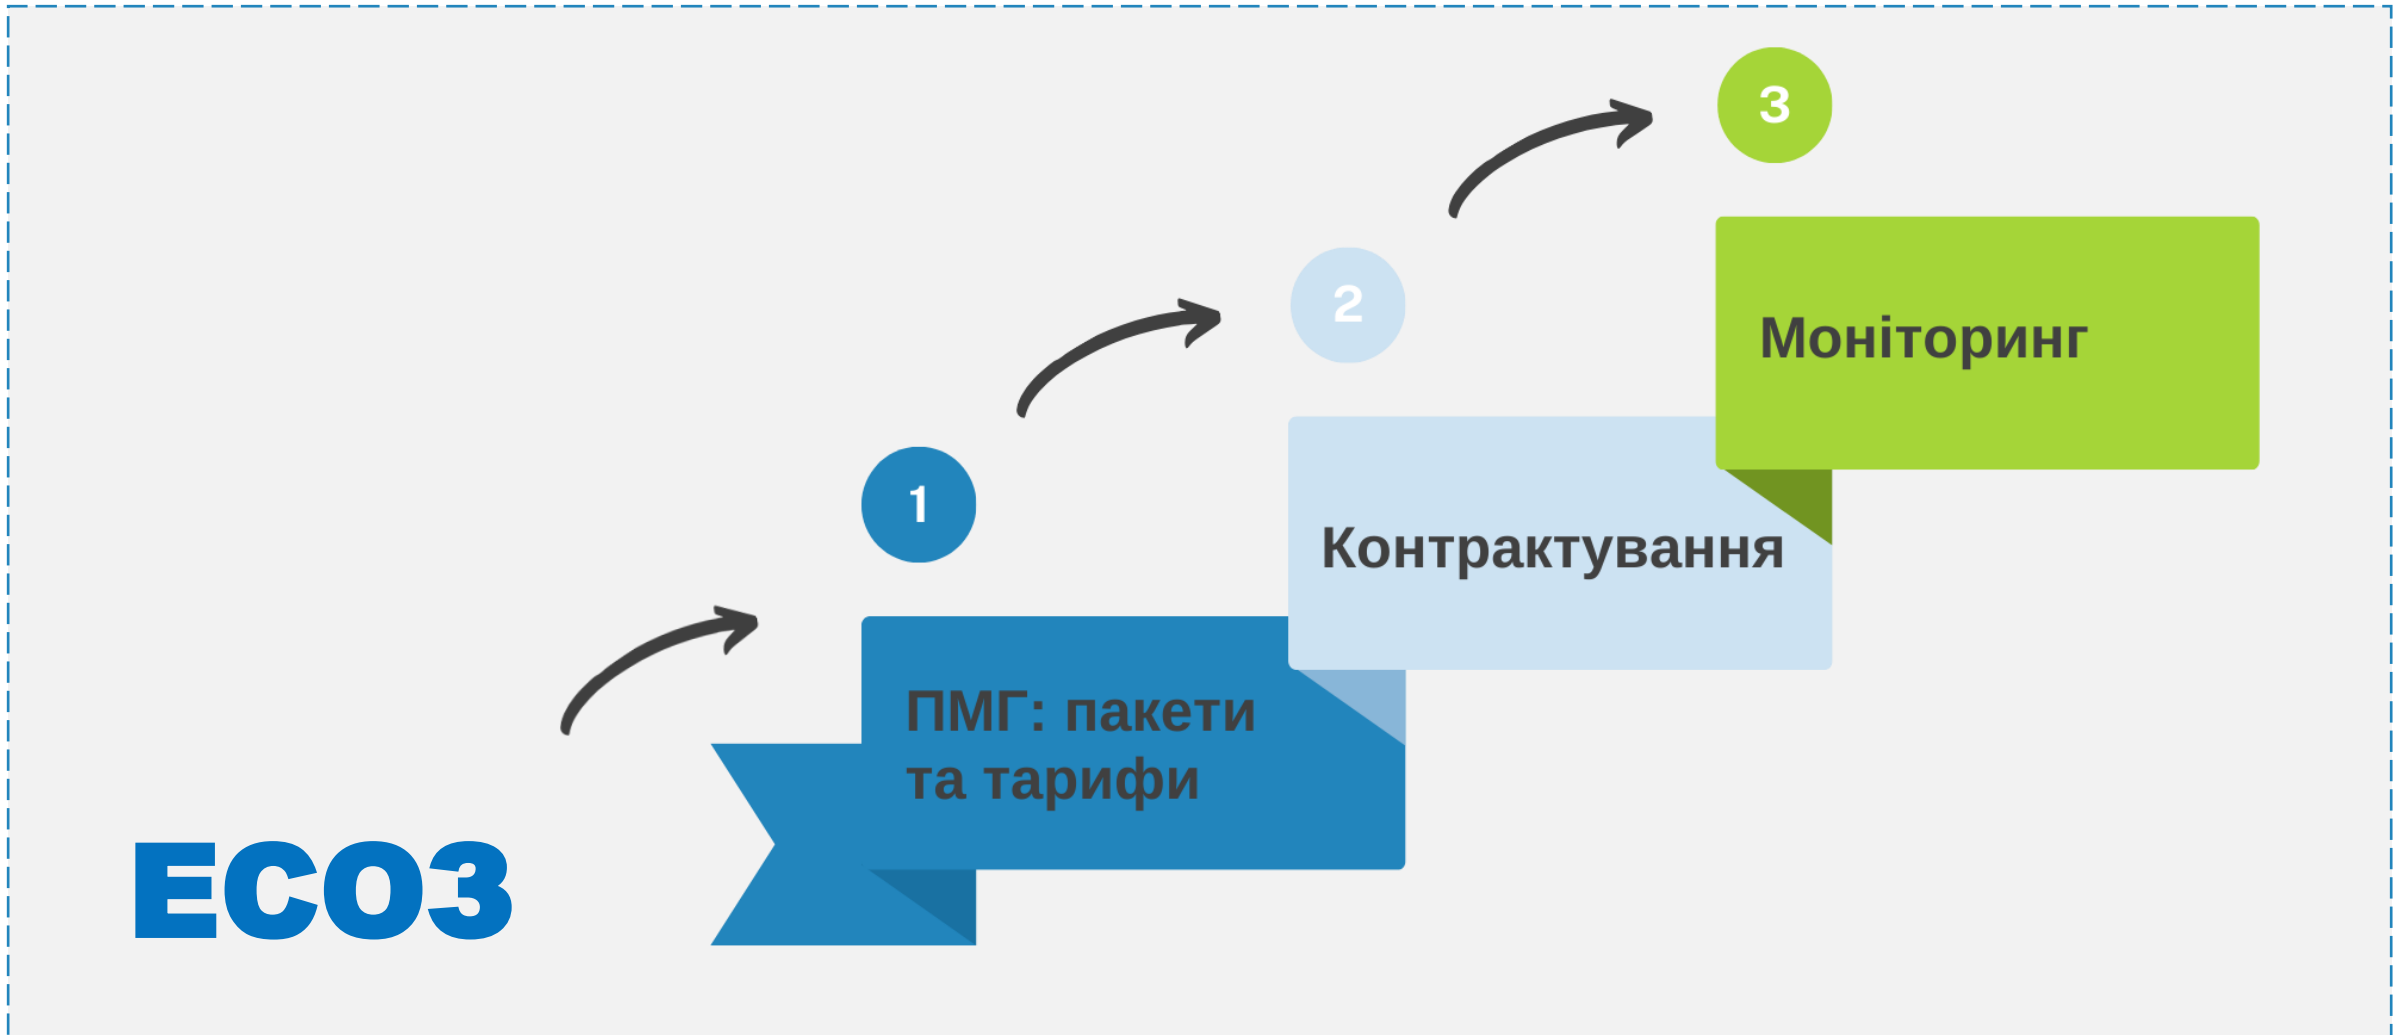 3
Моніторинг
2
Контрактування
1
ПМГ: пакети
та тарифи
ЕСОЗ